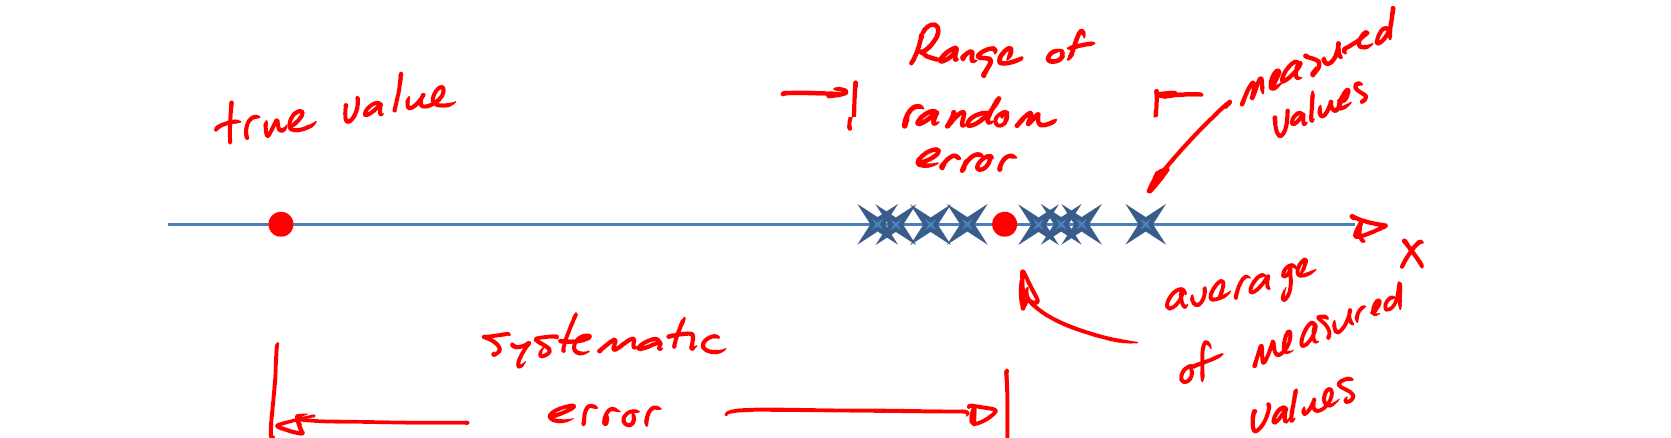 true value
Range of
random
error
measured
values
x
average
of measured
values
systematic
error